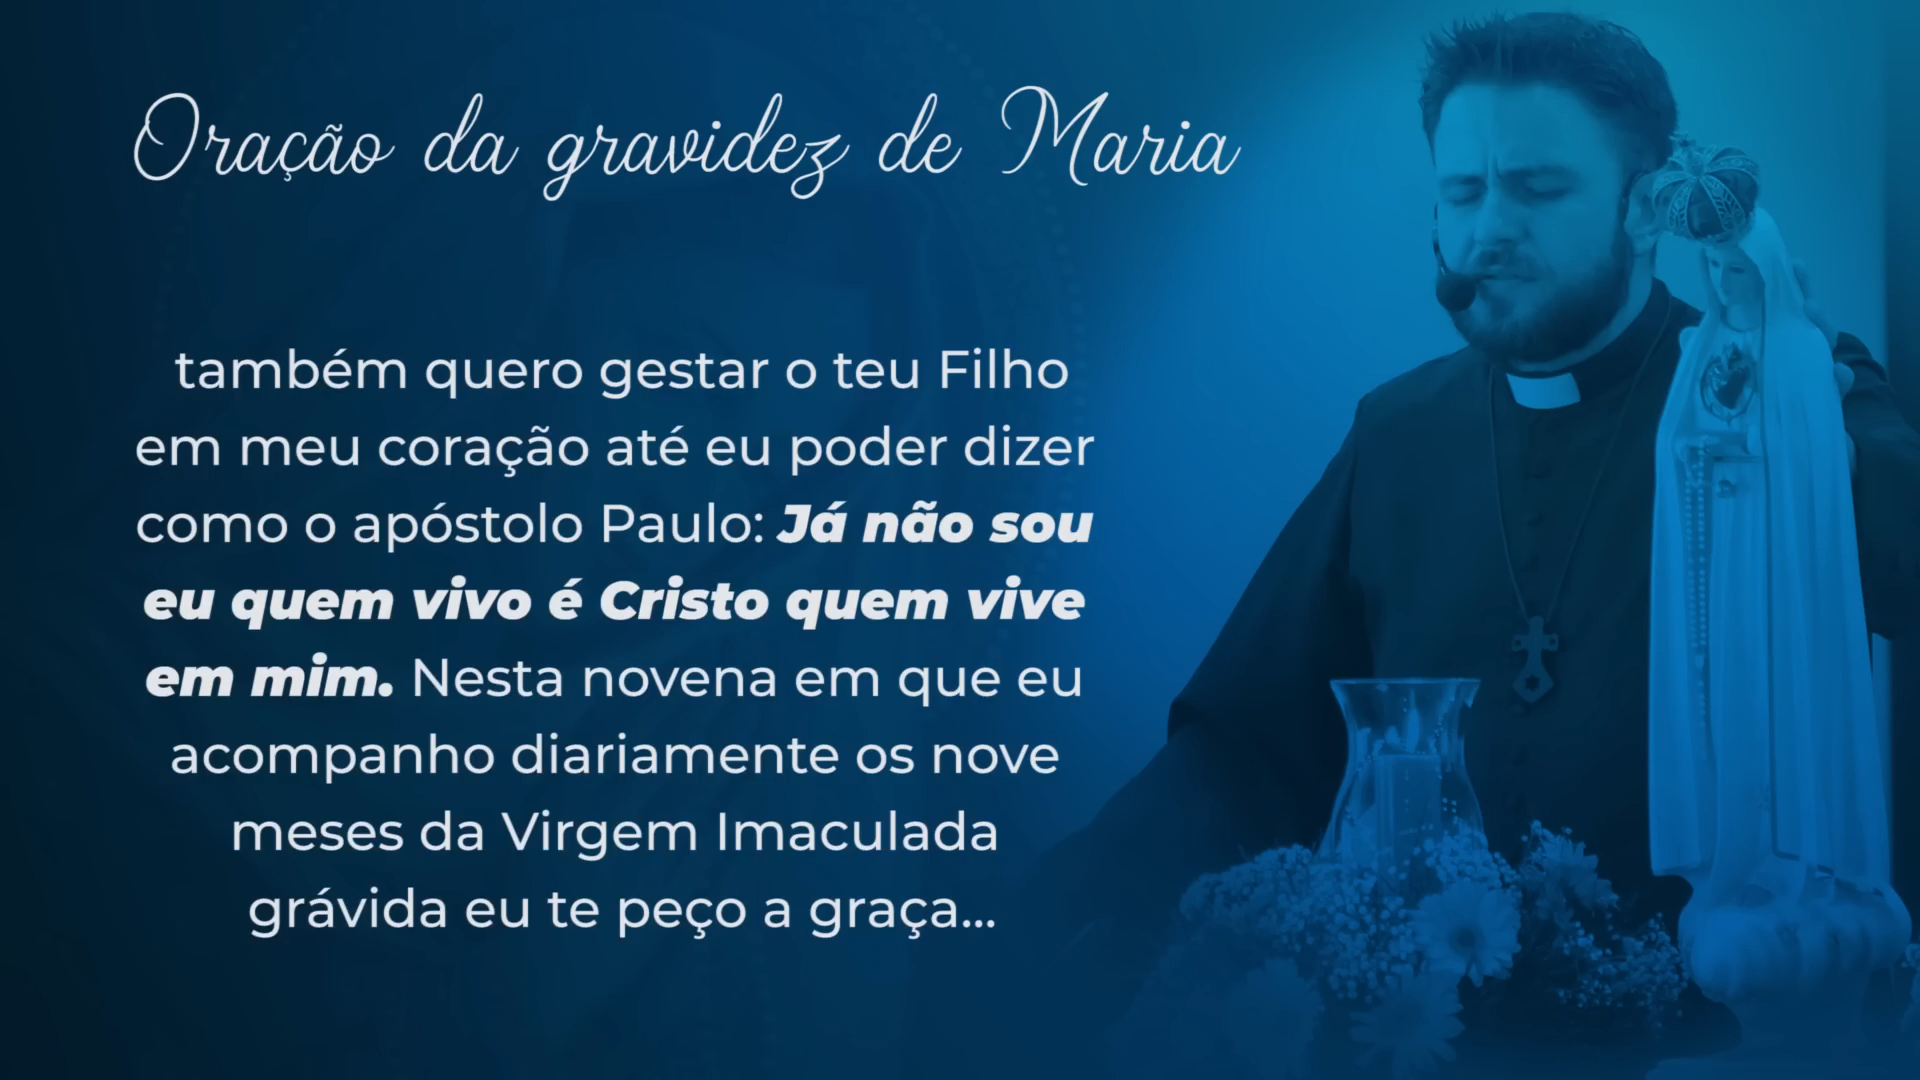 Oração da gravidez de Maria
também quero gestar o teu Filho
em meu coração até eu poder dizer
como o apóstolo Paulo: Já não sou
eu quem vivo é Cristo quem vive
em mim. Nesta novena em que eu
acompanho diariamente os nove
meses da Virgem Imaculada
grávida eu te peço a graça...